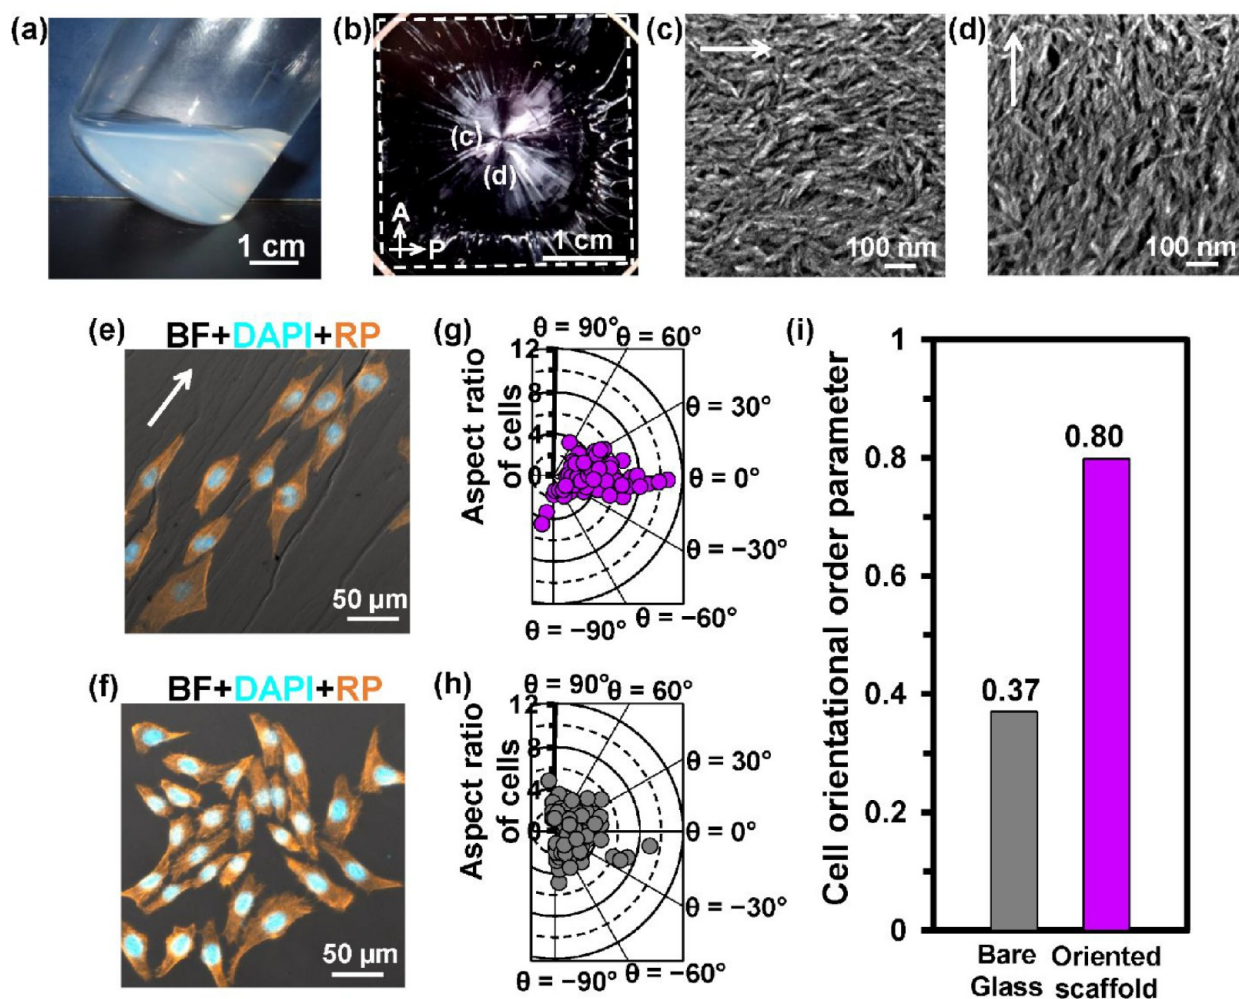 (a)
1 cm
(b)
(c)
(d)
A
P
1 cm
(c)
100 nm
(d)
100 nm
(e)
BF+DAPI+RP
50 µm
(g)
Aspect ratio
of cells
12
8
4
0
θ = 90°
θ = 60°
θ = 30°
θ = 0°
θ = −30°
θ = −60°
θ = −90°
(f)
BF+DAPI+RP
50 µm
(h)
Aspect ratio
of cells
12
8
4
0
θ = 90°
θ = 60°
θ = 30°
θ = 0°
θ = −30°
θ = −60°
θ = −90°
(i)
Cell orientational order parameter
1
0.8
0.6
0.4
0.2
0
0.37
0.80
Bare
Glass
Oriented
scaffold